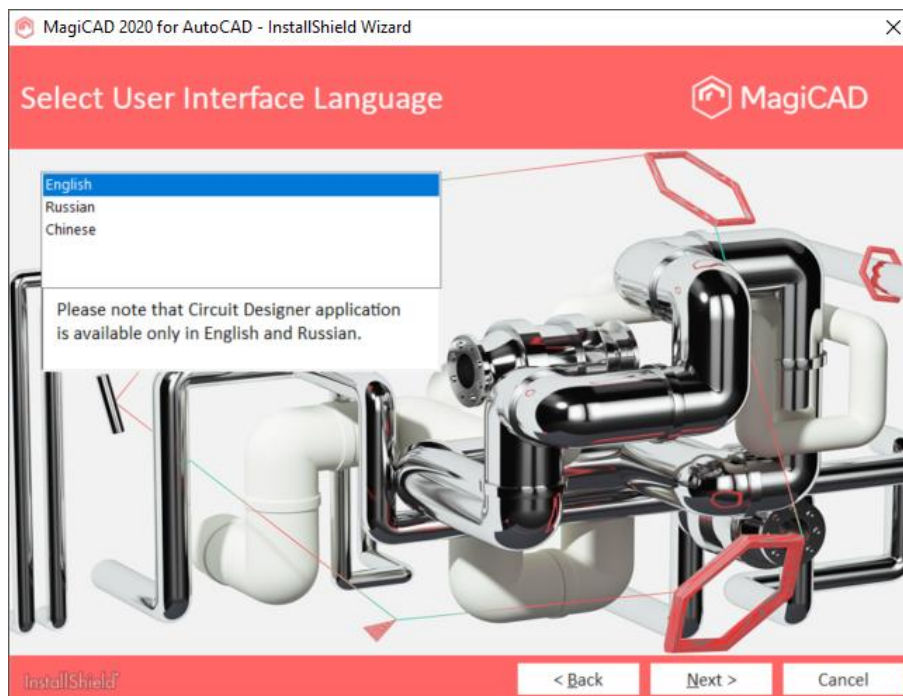 MagiCAD 2020 for AutoCAD - InstallShield Wizard
Select User Interface Language
MagiCAD
English
Russian
Chinese
Please note that Circuit Designer application
is available only in English and Russian.
InstallShield
< Back
Next >
Cancel